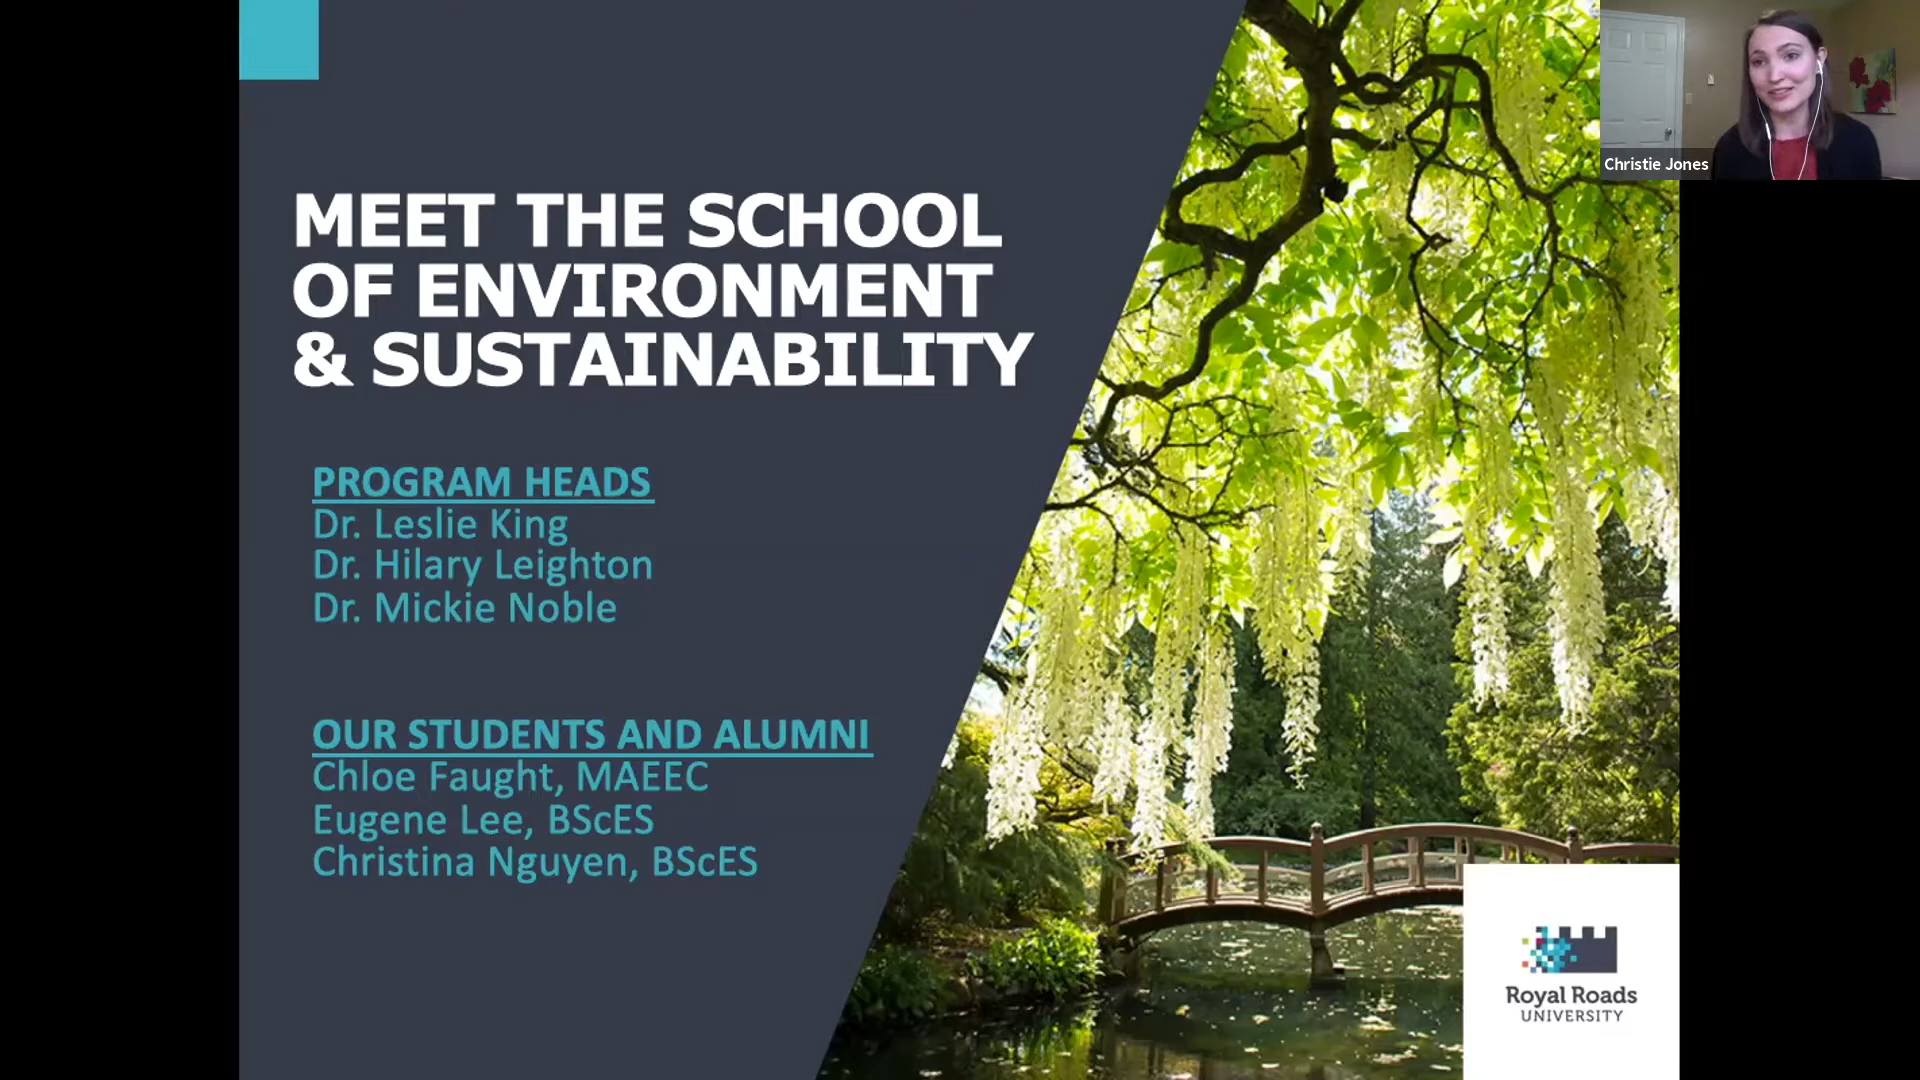 MEET THE SCHOOL
OF ENVIRONMENT
& SUSTAINABILITY
PROGRAM HEADS
Dr. Leslie King
Dr. Hilary Leighton
Dr. Mickie Noble
OUR STUDENTS AND ALUMNI
Chloe Faught, MAEEC
Eugene Lee, BScES
Christina Nguyen, BScES
Christie Jones
Royal Roads
UNIVERSITY